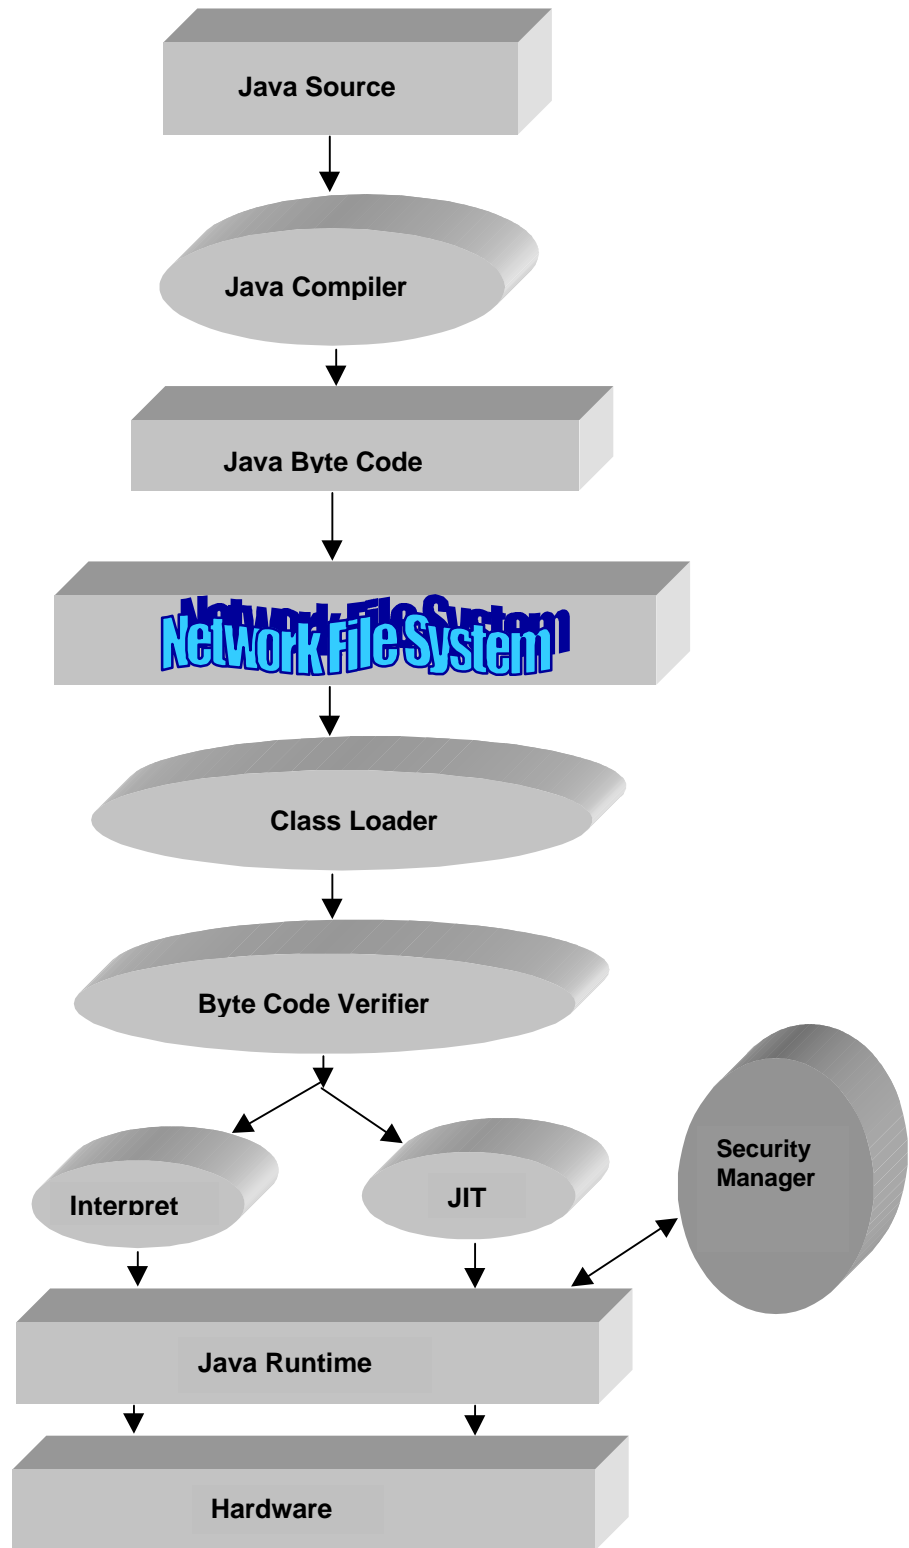 Java Source
Java Compiler
Java Byte Code
Network File System
Class Loader
Byte Code Verifier
Interpret
JIT
Security
Manager
Java Runtime
Hardware